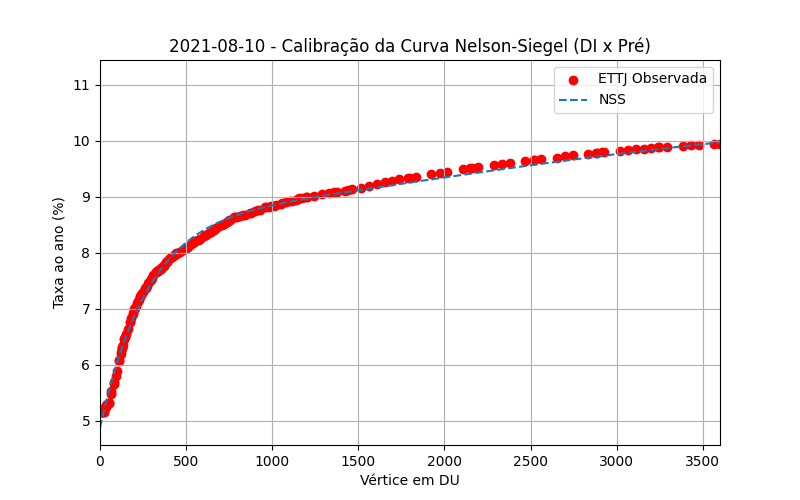 2021-08-10 - Calibração da Curva Nelson-Siegel (DI x Pré)
ETTJ Observada
NSS
Taxa ao ano (%)
11
10
9
8
7
6
5
0 500 1000 1500 2000 2500 3000 3500
Vértice em DU